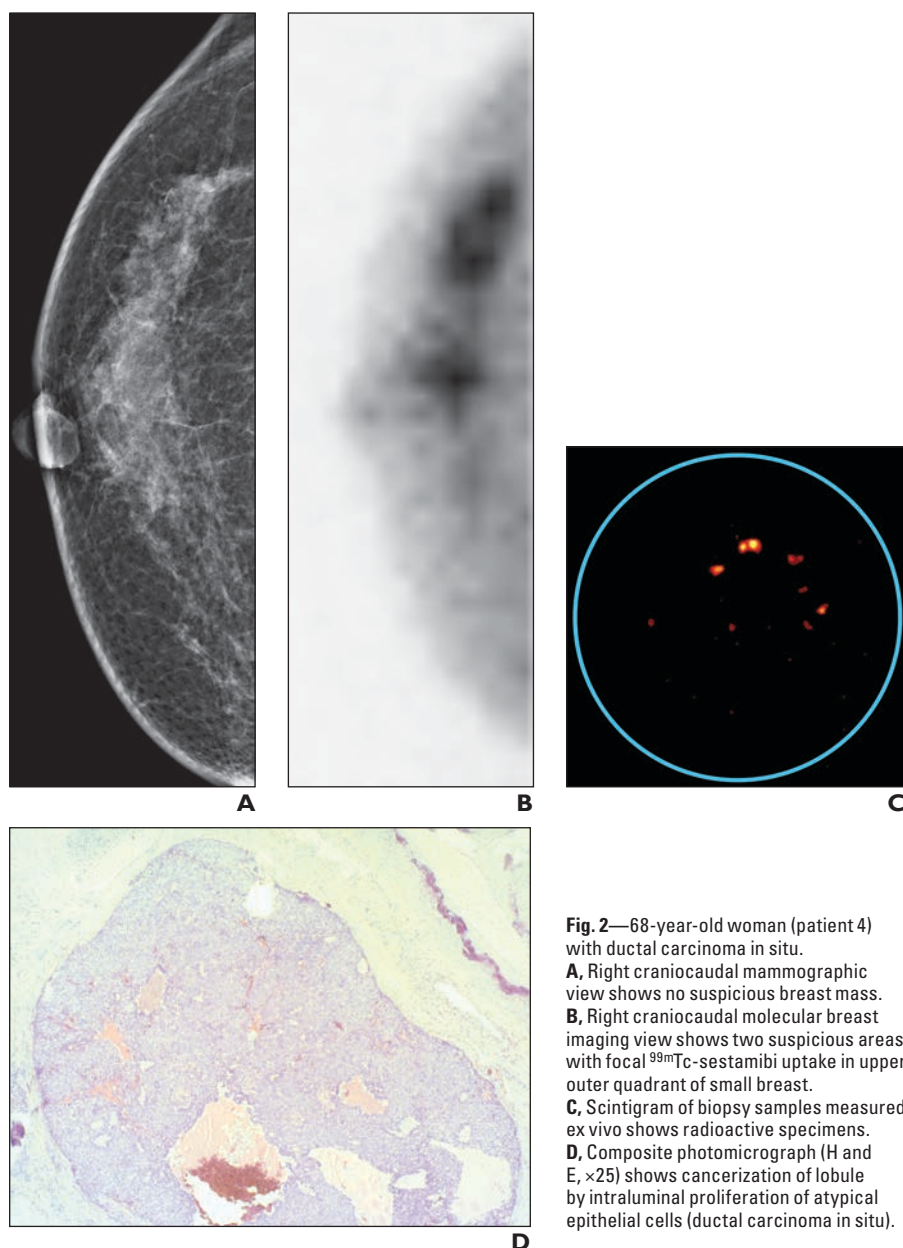 A
B
C
D
Fig. 2—68-year-old woman (patient 4)
with ductal carcinoma in situ.
A, Right craniocaudal mammographic
view shows no suspicious breast mass.
B, Right craniocaudal molecular breast
imaging view shows two suspicious areas
with focal ⁹⁹ᵐTc-sestamibi uptake in upper
outer quadrant of small breast.
C, Scintigram of biopsy samples measured
ex vivo shows radioactive specimens.
D, Composite photomicrograph (H and
E, ×25) shows cancerization of lobule
by intraluminal proliferation of atypical
epithelial cells (ductal carcinoma in situ).